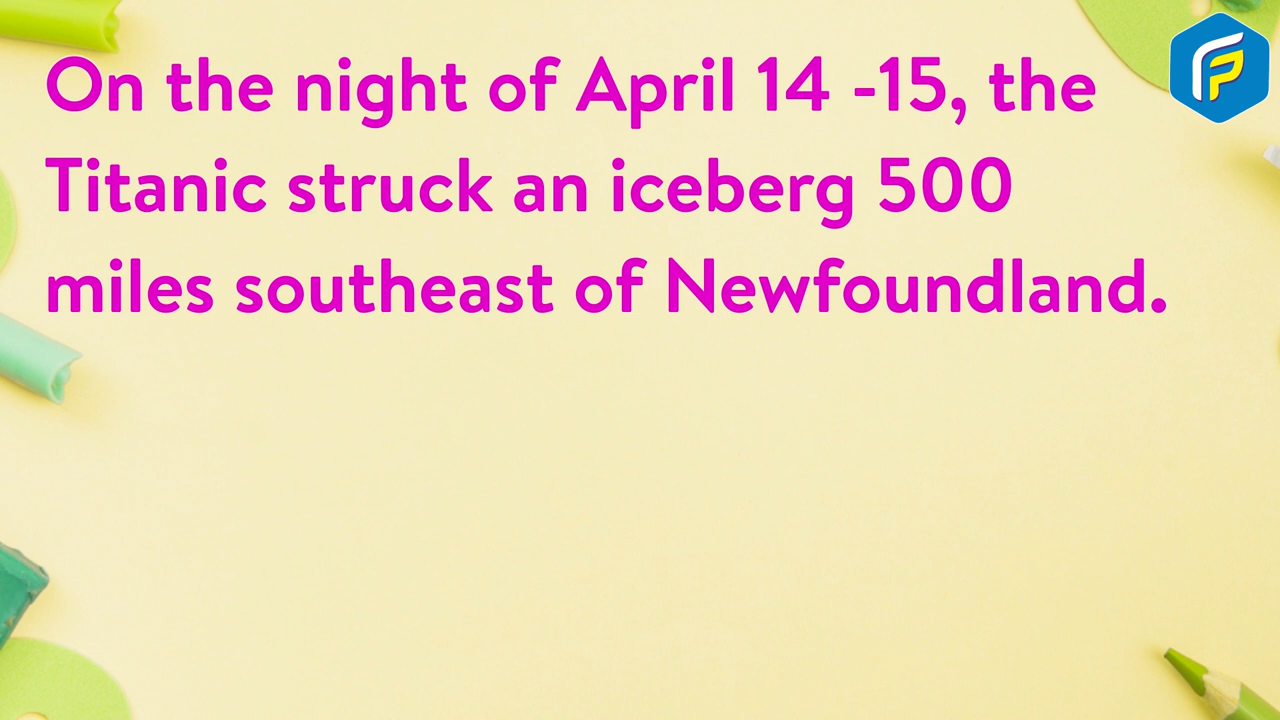 On the night of April 14 -15, the
Titanic struck an iceberg 500
miles southeast of Newfoundland.